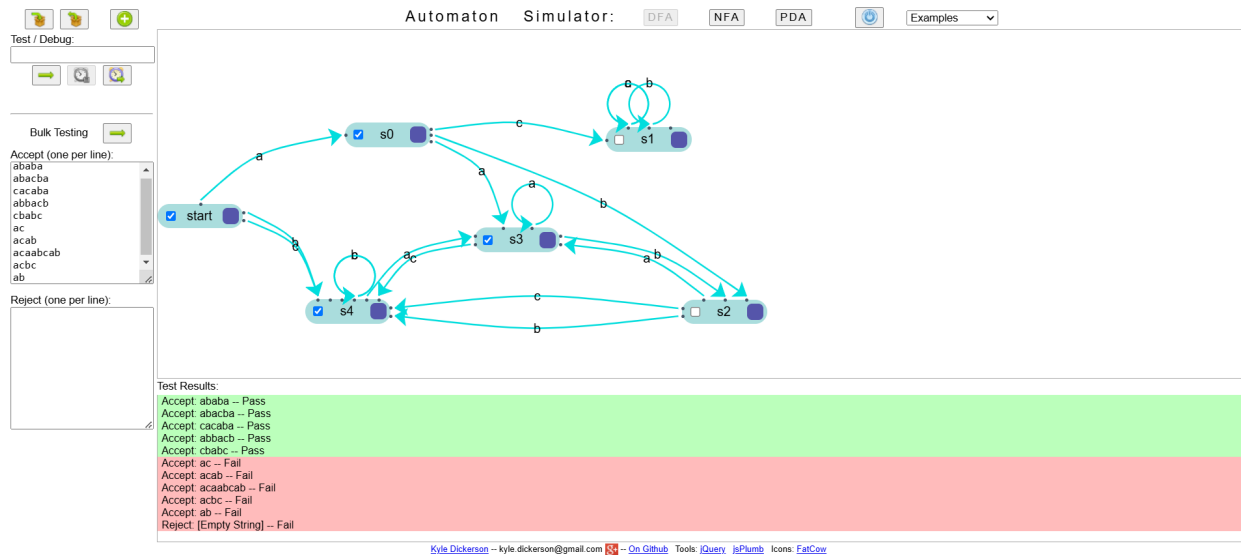 Automaton Simulator: DFA NFA PDA Examples
Test / Debug:
Bulk Testing
Accept (one per line):
ababa
abacba
cacaba
abbacb
cbabc
ac
acab
acaabcab
acbc
ab
Reject (one per line):
c b
s0 c s1
a
a a
start b
b
c s3 b
b a c a
s4 c s2
b
Test Results:
Accept: ababa -- Pass
Accept: abacba -- Pass
Accept: cacaba -- Pass
Accept: abbacb -- Pass
Accept: cbabc -- Pass
Accept: ac -- Fail
Accept: acab -- Fail
Accept: acaabcab -- Fail
Accept: acbc -- Fail
Accept: ab -- Fail
Reject: [Empty String] -- Fail
Kyle Dickerson -- kyle.dickerson@gmail.com g+ -- On Github Tools: jQuery jsPlumb Icons: FatCow